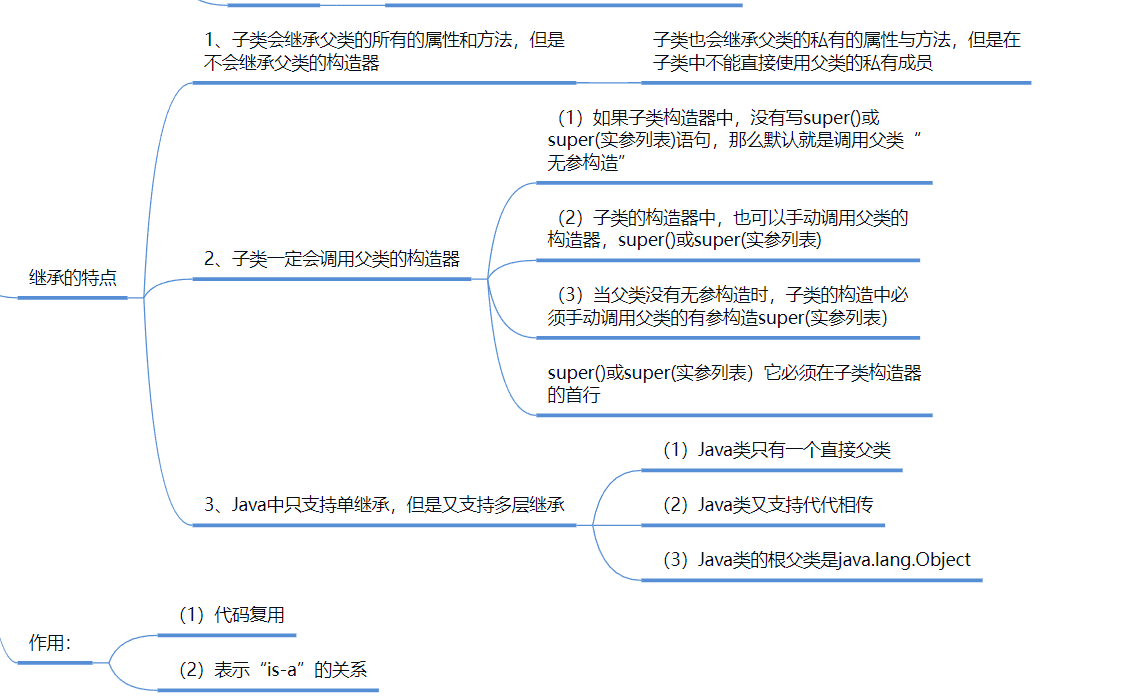 1、子类会继承父类的所有的属性和方法，但是
不会继承父类的构造器
子类也会继承父类的私有的属性与方法，但是在
子类中不能直接使用父类的私有成员
（1）如果子类构造器中，没有写super()或
super(实参列表)语句，那么默认就是调用父类“
无参构造”
（2）子类的构造器中，也可以手动调用父类的
构造器，super()或super(实参列表)
2、子类一定会调用父类的构造器
继承的特点
（3）当父类没有无参构造时，子类的构造中必
须手动调用父类的有参构造super(实参列表）
super()或super(实参列表）它必须在子类构造器
的首行
3、Java中只支持单继承，但是又支持多层继承
（1）Java类只有一个直接父类
（2）Java类又支持代代相传
（3）Java类的根父类是java.lang.Object
作用：
（1）代码复用
（2）表示“is-a”的关系